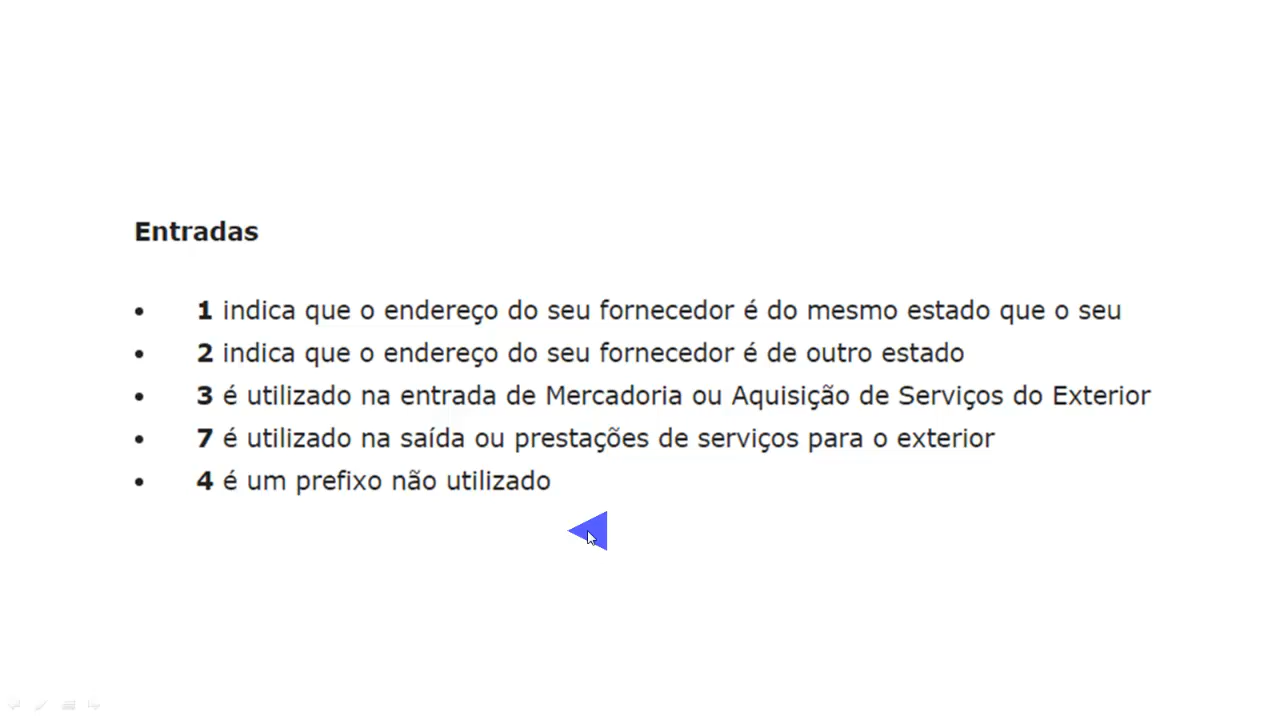 Entradas
• 1 indica que o endereço do seu fornecedor é do mesmo estado que o seu
• 2 indica que o endereço do seu fornecedor é de outro estado
• 3 é utilizado na entrada de Mercadoria ou Aquisição de Serviços do Exterior
• 7 é utilizado na saída ou prestações de serviços para o exterior
• 4 é um prefixo não utilizado